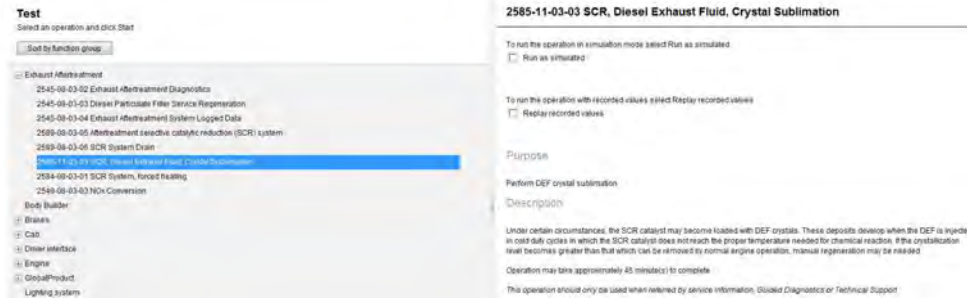 Test
Select an operation and click Start
Sort by function group
Exhaust Aftertreatment
2545-08-03-02 Exhaust Aftertreatment Diagnostics
2545-08-03-03 Diesel Particulate Filter Service Regeneration
2545-08-03-04 Exhaust Aftertreatment System Logged Data
2589-08-03-05 Aftertreatment selective catalytic reduction (SCR) system
2589-08-03-06 SCR System Drain
2585-11-03-03 SCR, Diesel Exhaust Fluid, Crystal Sublimation
2584-08-03-01 SCR System, forced heating
2549-08-03-03 NOx Conversion
Body Builder
Brakes
Cab
Driver interface
Engine
GlobalProduct
Lighting system
2585-11-03-03 SCR, Diesel Exhaust Fluid, Crystal Sublimation
To run the operation in simulation mode select Run as simulated
Run as simulated
To run the operation with recorded values select Replay recorded values
Replay recorded values
Purpose
Perform DEF crystal sublimation
Description
Under certain circumstances, the SCR catalyst may become loaded with DEF crystals. These deposits develop when the DEF is injecte
in cold duty cycles in which the SCR catalyst does not reach the proper temperature needed for chemical reaction. If the crystallization
level becomes greater than that which can be removed by normal engine operation, manual regeneration may be needed
Operation may take approximately 45 minute(s) to complete
This operation should only be used when referred by service information, Guided Diagnostics or Technical Support